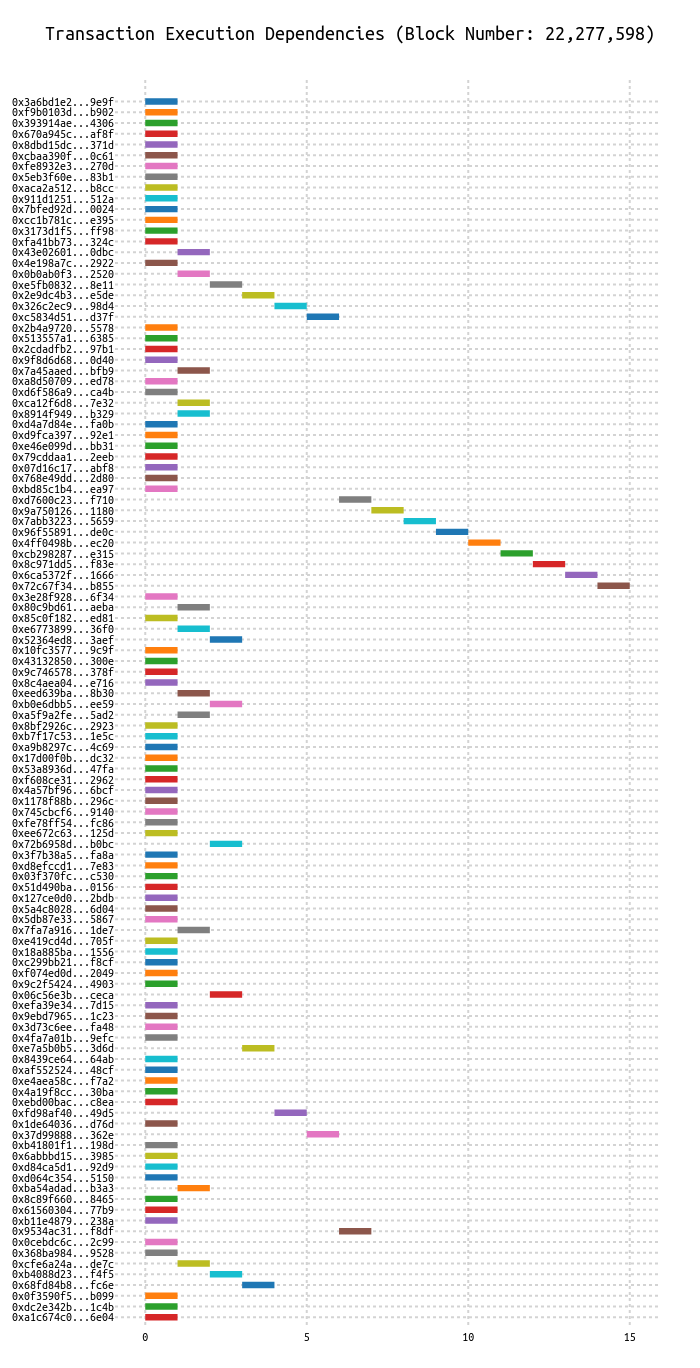 Transaction Execution Dependencies (Block Number: 22,277,598)
0x3a6bd1e2...9e9f
0xf9b0103d...b902
0x393914ae...4306
0x670a945c...af8f
0x8dbd15dc...371d
0xcbaa390f...0c61
0xfe8932e3...270d
0x5eb3f60e...83b1
0xaca2a512...b8cc
0x911d1251...512a
0x7bfed92d...0024
0xcc1b781c...e395
0x3173d1f5...ff98
0xfa41bb73...324c
0x43e02601...0dbc
0x4e198a7c...2922
0x0b0ab0f3...2520
0xe5fb0832...8e11
0x2e9dc4b3...e5de
0x326c2ec9...98d4
0xc5834d51...d37f
0x2b4a9720...5578
0x513557a1...6385
0x2cdadfb2...97b1
0x9f8d6d68...0d40
0x7a45aaed...bfb9
0xa8d50709...ed78
0xd6f586a9...ca4b
0xca12f6d8...7e32
0x8914f949...b329
0xd4a7d84e...fa0b
0xd9fca397...92e1
0xe46e099d...bb31
0x79cddaa1...2eeb
0x07d16c17...abf8
0x768e49dd...2d80
0xbd85c1b4...ea97
0xd7600c23...f710
0x9a750126...1180
0x7abb3223...5659
0x96f55891...de0c
0x4ff0498b...ec20
0xcb298287...e315
0x8c971dd5...f83e
0x6ca5372f...1666
0x72c67f34...b855
0x3e28f928...6f34
0x80c9bd61...aeba
0x85c0f182...ed81
0xe6773899...36f0
0x52364ed8...3aef
0x10fc3577...9c9f
0x43132850...300e
0x9c746578...378f
0x8c4aea04...e716
0xeed639ba...8b30
0xb0e6dbb5...ee59
0xa5f9a2fe...5ad2
0x8bf2926c...2923
0xb7f17c53...1e5c
0xa9b8297c...4c69
0x17d00f0b...dc32
0x53a8936d...47fa
0xf608ce31...2962
0x4a57bf96...6bcf
0x1178f88b...296c
0x745cbcf6...9140
0xfe78ff54...fc86
0xee672c63...125d
0x72b6958d...b0bc
0x3f7b38a5...fa8a
0xd8efccd1...7e83
0x03f370fc...c530
0x51d490ba...0156
0x127ce0d0...2bdb
0x5a4c8028...6d04
0x5db87e33...5867
0x7fa7a916...1de7
0xe419cd4d...705f
0x18a885ba...1556
0xc299bb21...f8cf
0xf074ed0d...2049
0x9c2f5424...4903
0x06c56e3b...ceca
0xefa39e34...7d15
0x9ebd7965...1c23
0x3d73c6ee...fa48
0x4fa7a01b...9efc
0xe7a5b0b5...3d6d
0x8439ce64...64ab
0xaf552524...48cf
0xe4aea58c...f7a2
0x4a19f8cc...30ba
0xebd00bac...c8ea
0xfd98af40...49d5
0x1de64036...d76d
0x37d99888...362e
0xb41801f1...198d
0x6abbbd15...3985
0xd84ca5d1...92d9
0xd064c354...5150
0xba54adad...b3a3
0x8c89f660...8465
0x61560304...77b9
0xb11e4879...238a
0x9534ac31...f8df
0x0cebdc6c...2c99
0x368ba984...9528
0xcfe6a24a...de7c
0xb4088d23...f4f5
0x68fd84b8...fc6e
0x0f3590f5...b099
0xdc2e342b...1c4b
0xa1c674c0...6e04
0 5 10 15